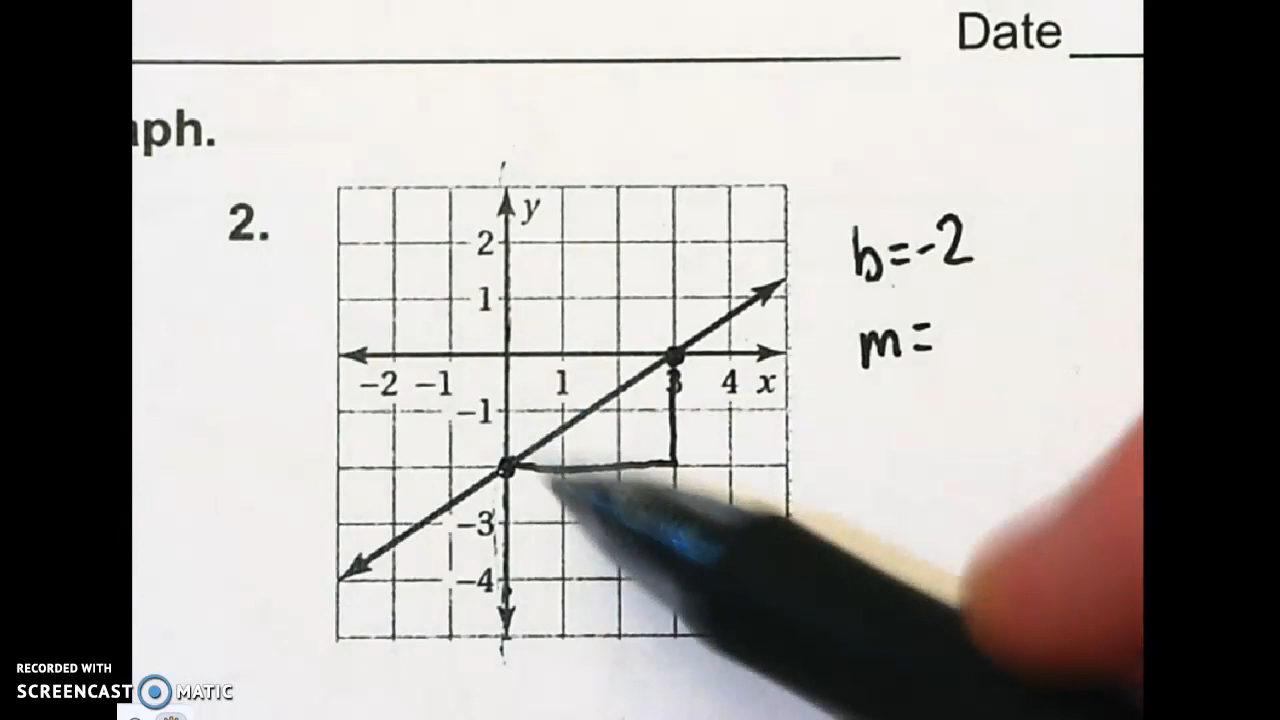 Date
aph.
2.
y
2
1
-2 -1 1 3 4 x
-1
-3
-4
b=-2
m=
RECORDED WITH
SCREENCAST MATIC